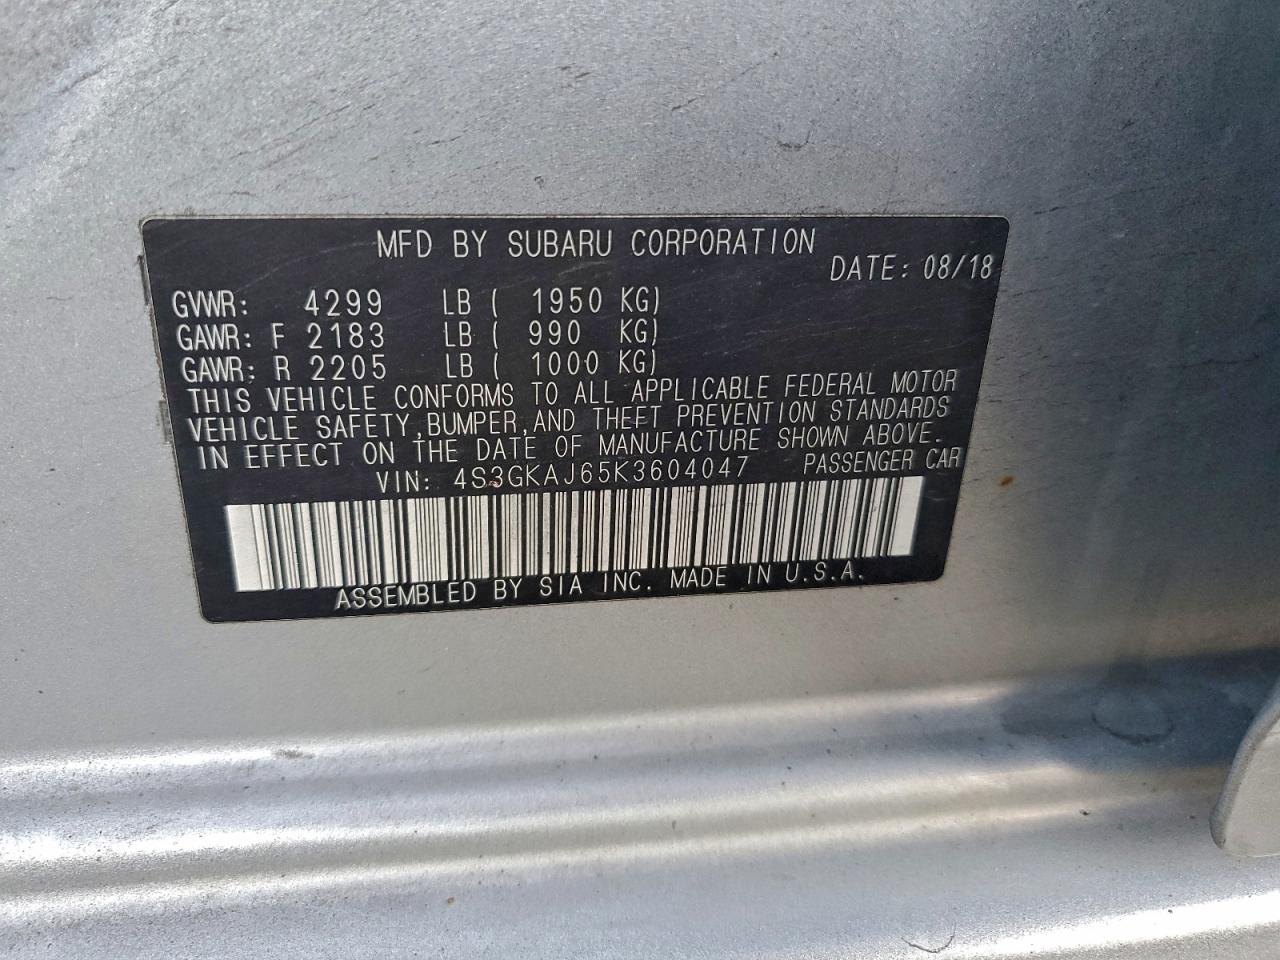 MFD BY SUBARU CORPORATION
DATE: 08/18
GVWR: 4299 LB ( 1950 KG)
GAWR: F 2183 LB ( 990 KG)
GAWR: R 2205 LB ( 1000 KG)
THIS VEHICLE CONFORMS TO ALL APPLICABLE FEDERAL MOTOR
VEHICLE SAFETY,BUMPER,AND THEFT PREVENTION STANDARDS
IN EFFECT ON THE DATE OF MANUFACTURE SHOWN ABOVE.
VIN: 4S3GKAJ65K3604047 PASSENGER CAR
ASSEMBLED BY SIA INC. MADE IN U.S.A.